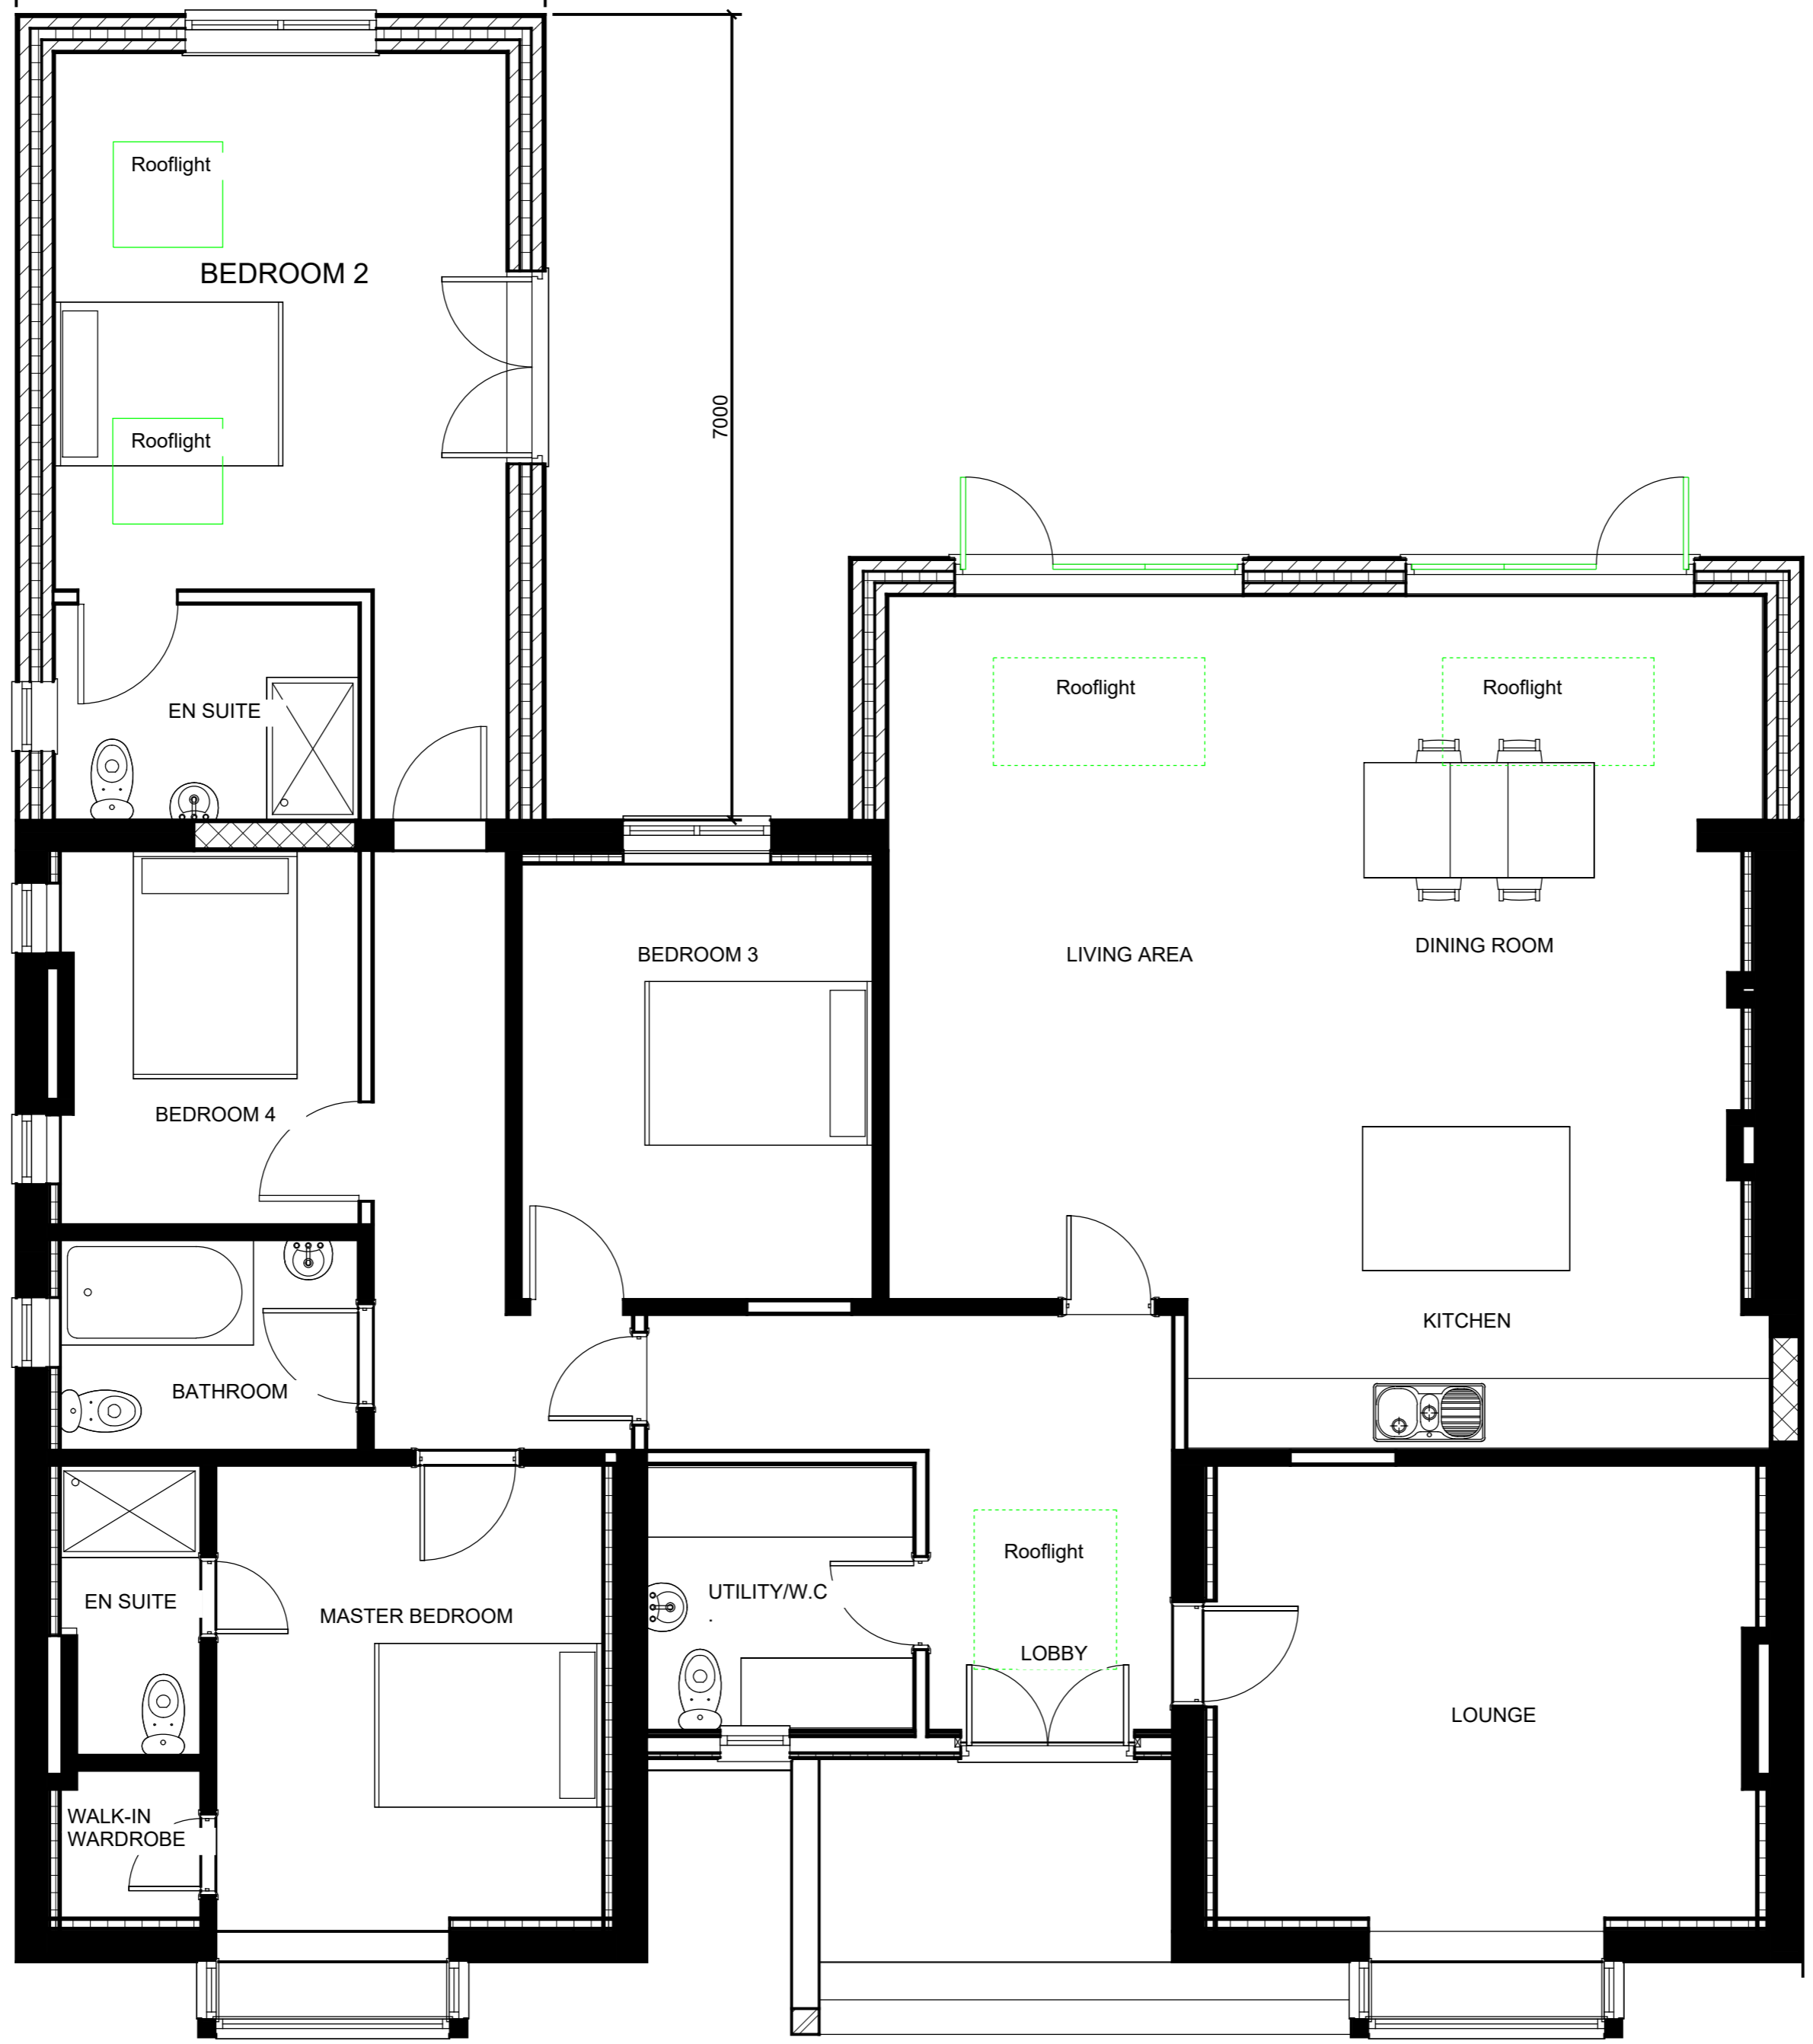 Rooflight
BEDROOM 2
7000
Rooflight
EN SUITE
Rooflight
Rooflight
BEDROOM 3
LIVING AREA
DINING ROOM
BEDROOM 4
KITCHEN
BATHROOM
EN SUITE
MASTER BEDROOM
UTILITY/W.C
.
Rooflight
LOBBY
LOUNGE
WALK-IN
WARDROBE